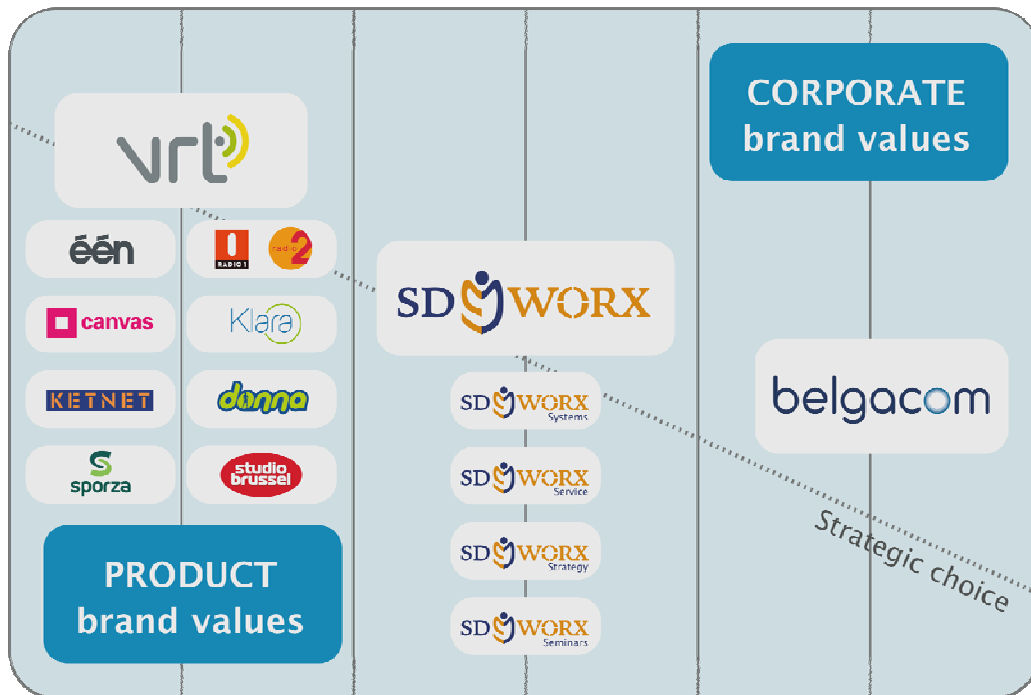 CORPORATE
brand values
vrt
één
RADIO 1
radio 2
canvas
Klara
KETNET
donna
sporza
studio
brussel
PRODUCT
brand values
SD WORX
SD WORX
Systems
SD WORX
Service
SD WORX
Strategy
SD WORX
Seminars
belgacom
Strategic choice